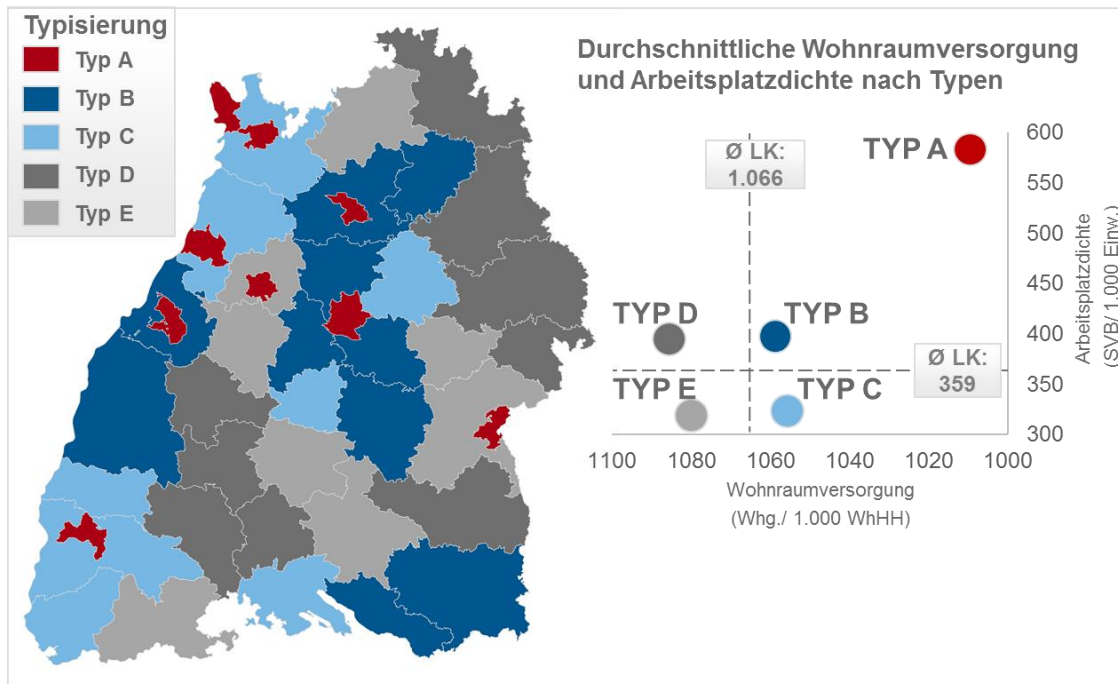 Typisierung
Typ A
Typ B
Typ C
Typ D
Typ E
Durchschnittliche Wohnraumversorgung
und Arbeitsplatzdichte nach Typen
Ø LK:
1.066
TYP A
TYP D
TYP B
Ø LK:
359
TYP E
TYP C
600
550
500
450
400
350
300
Arbeitsplatzdichte
(SVB/ 1.000 Einw.)
1100 1080 1060 1040 1020 1000
Wohnraumversorgung
(Whg./ 1.000 WhHH)